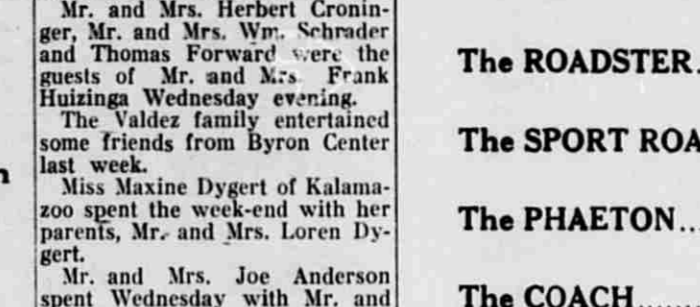 Mr. and Mrs. Herbert Cronin-
ger, Mr. and Mrs. Wm. Schrader
and Thomas Forward were the
guests of Mr. and Mrs Frank
Huizinga Wednesday evening.
The Valdez family entertained
some friends from Byron Center
last week.
Miss Maxine Dygert of Kalama-
zoo spent the week-end with her
parents, Mr. and Mrs. Loren Dy-
gert.
Mr. and Mrs. Joe Anderson
spent Wednesday with Mr. and
The ROADSTER.
The SPORT ROA
The PHAETON..
The COACH......